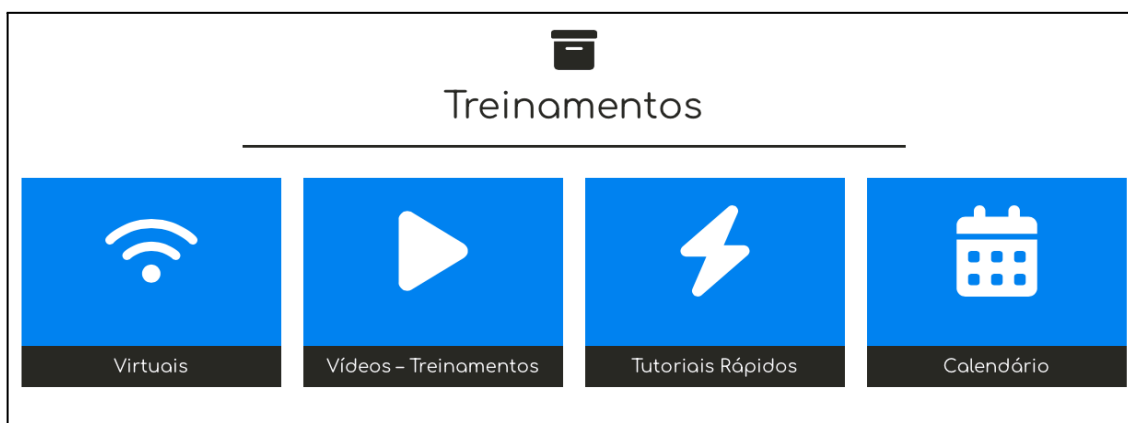 Treinamentos
Virtuais
Vídeos – Treinamentos
Tutoriais Rápidos
Calendário